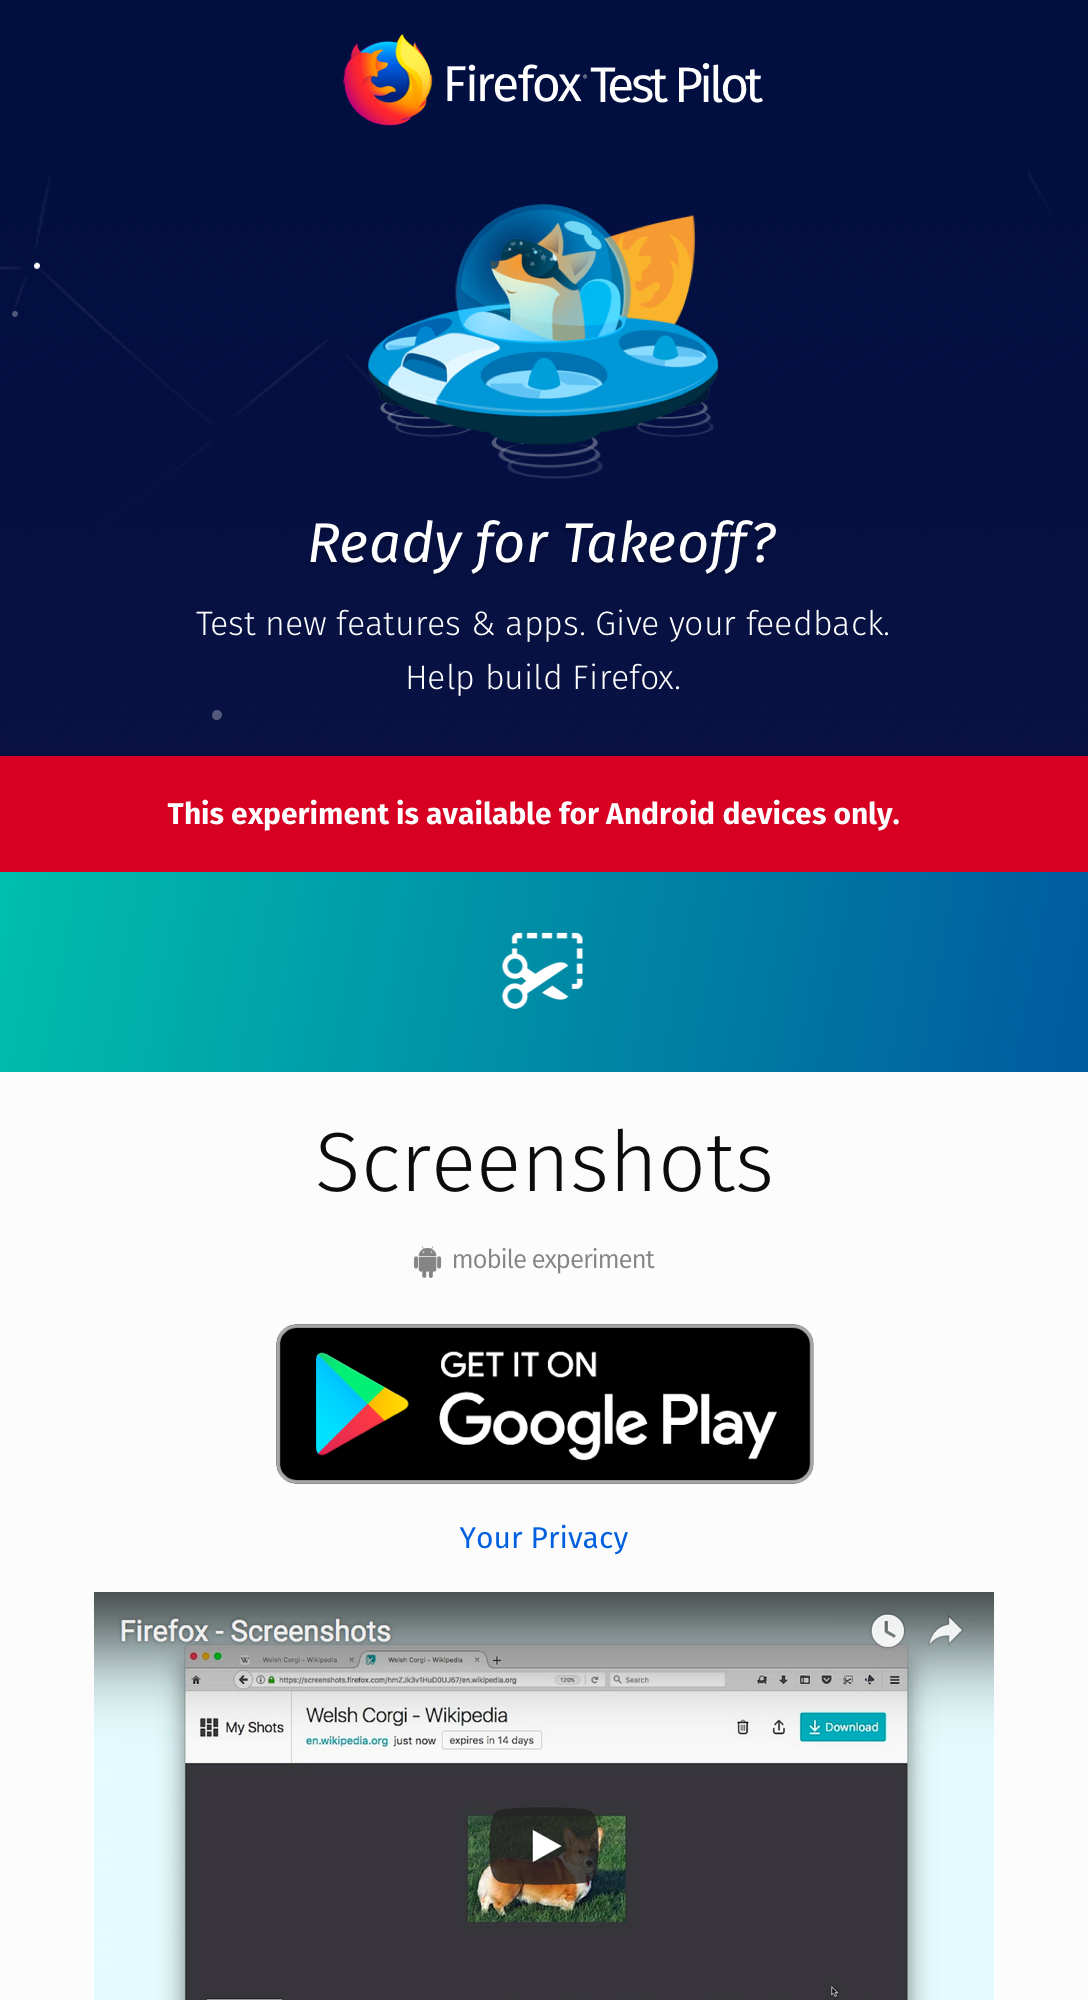 Firefox Test Pilot
Ready for Takeoff?
Test new features & apps. Give your feedback.
Help build Firefox.
This experiment is available for Android devices only.
Screenshots
mobile experiment
GET IT ON
Google Play
Your Privacy
Firefox - Screenshots
W Welsh Corgi - Wikipedia × Welsh Corgi - Wikipedia × +
https://screenshots.firefox.com/hmZJk3v1HuD0UJ67/en.wikipedia.org 120% Search
My Shots
Welsh Corgi - Wikipedia
en.wikipedia.org just now expires in 14 days
Download